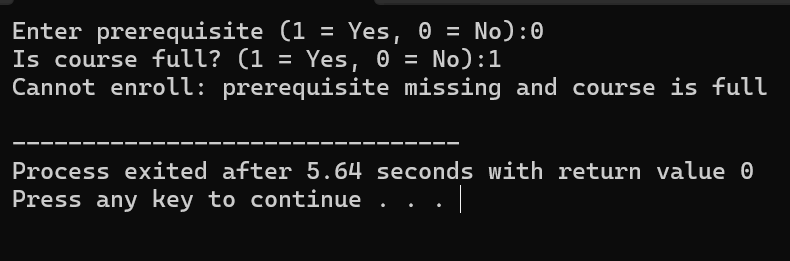 Enter prerequisite (1 = Yes, 0 = No):0
Is course full? (1 = Yes, 0 = No):1
Cannot enroll: prerequisite missing and course is full
--------------------------------
Process exited after 5.64 seconds with return value 0
Press any key to continue . . .